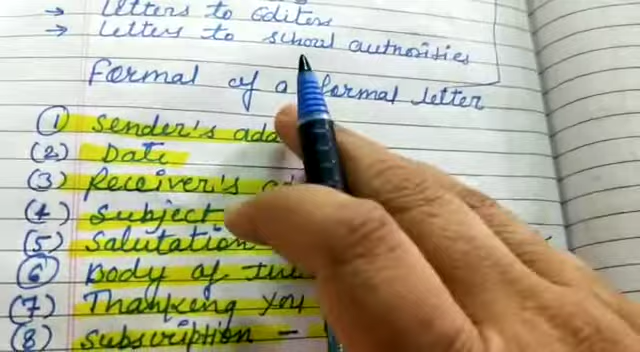 → Letters to Editors
→ Letters to school authorities
Formal of a formal letter
(1) Sender's
(2) Date
(3) Receiver's
(4) Subject
(5) Salutation
(6) Body of
(7) Thanking you
(8) Subscription –